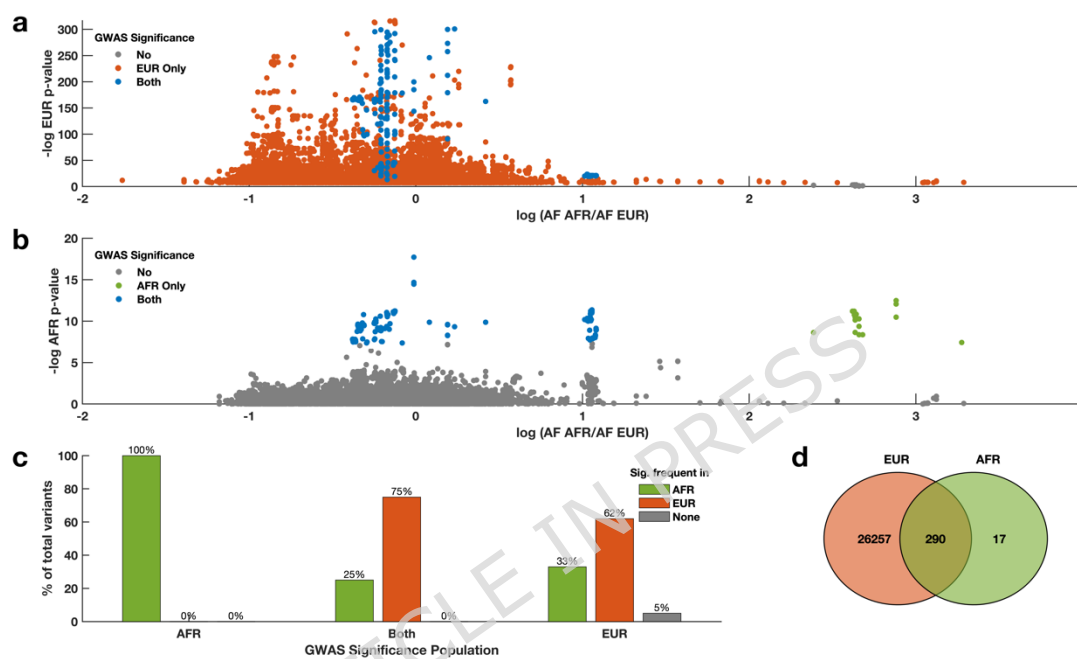 a
GWAS Significance
No
EUR Only
Both
-log EUR p-value
300
250
200
150
100
50
0
-2 -1 0 1 2 3
log (AF AFR/AF EUR)
b
GWAS Significance
No
AFR Only
Both
-log AFR p-value
20
15
10
5
0
-2 -1 0 1 2 3
log (AF AFR/AF EUR)
c
% of total variants
100
80
60
40
20
0
100%
0% 0%
25%
75%
0%
33%
62%
5%
Sig. frequent in
AFR
EUR
None
AFR Both EUR
GWAS Significance Population
d
EUR AFR
26257 290 17
ICLE IN PRESS